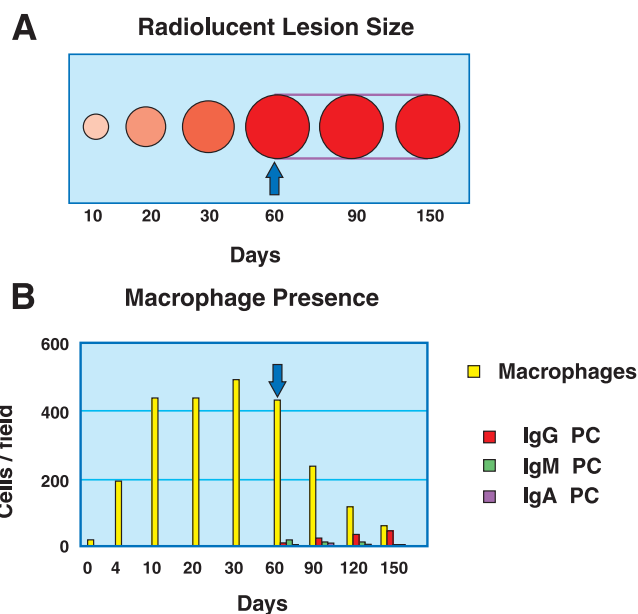 A
Radiolucent Lesion Size
10 20 30 60 90 150
Days
B
Macrophage Presence
600
400
200
0
Cells / field
0 4 10 20 30 60 90 120 150
Days
Macrophages
IgG PC
IgM PC
IgA PC